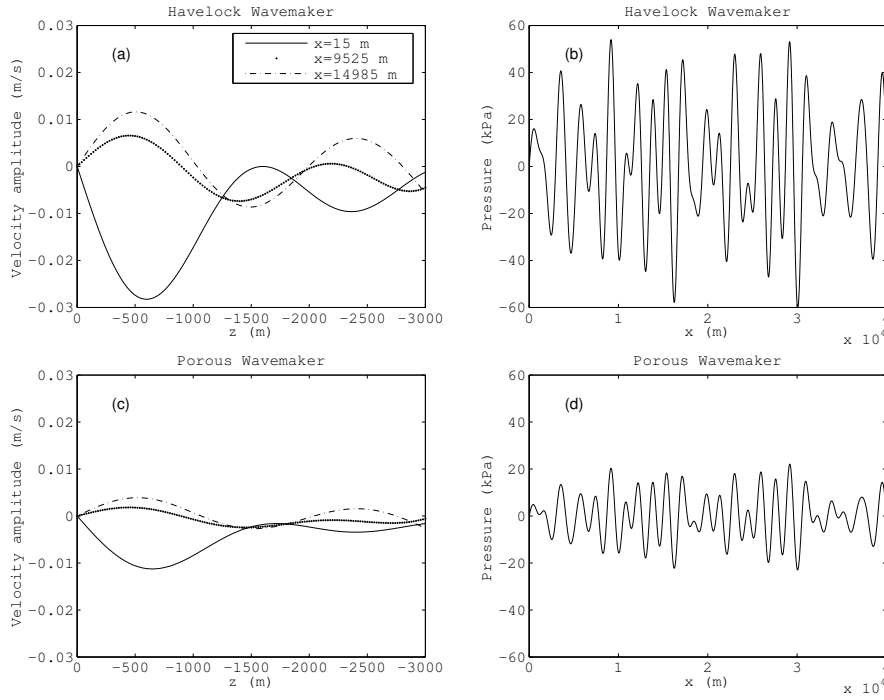 Havelock Wavemaker
(a)
x=15 m
x=9525 m
x=14985 m
Velocity amplitude (m/s)
0.03
0.02
0.01
0
−0.01
−0.02
−0.03
0 −500 −1000 −1500 −2000 −2500 −3000
z (m)
Havelock Wavemaker
(b)
Pressure (kPa)
60
40
20
0
−20
−40
−60
0 1 2 3
x (m)
Porous Wavemaker
(c)
Velocity amplitude (m/s)
0.03
0.02
0.01
0
−0.01
−0.02
−0.03
0 −500 −1000 −1500 −2000 −2500 −3000
z (m)
Porous Wavemaker
(d)
Pressure (kPa)
60
40
20
0
−20
−40
−60
0 1 2 3
x (m)